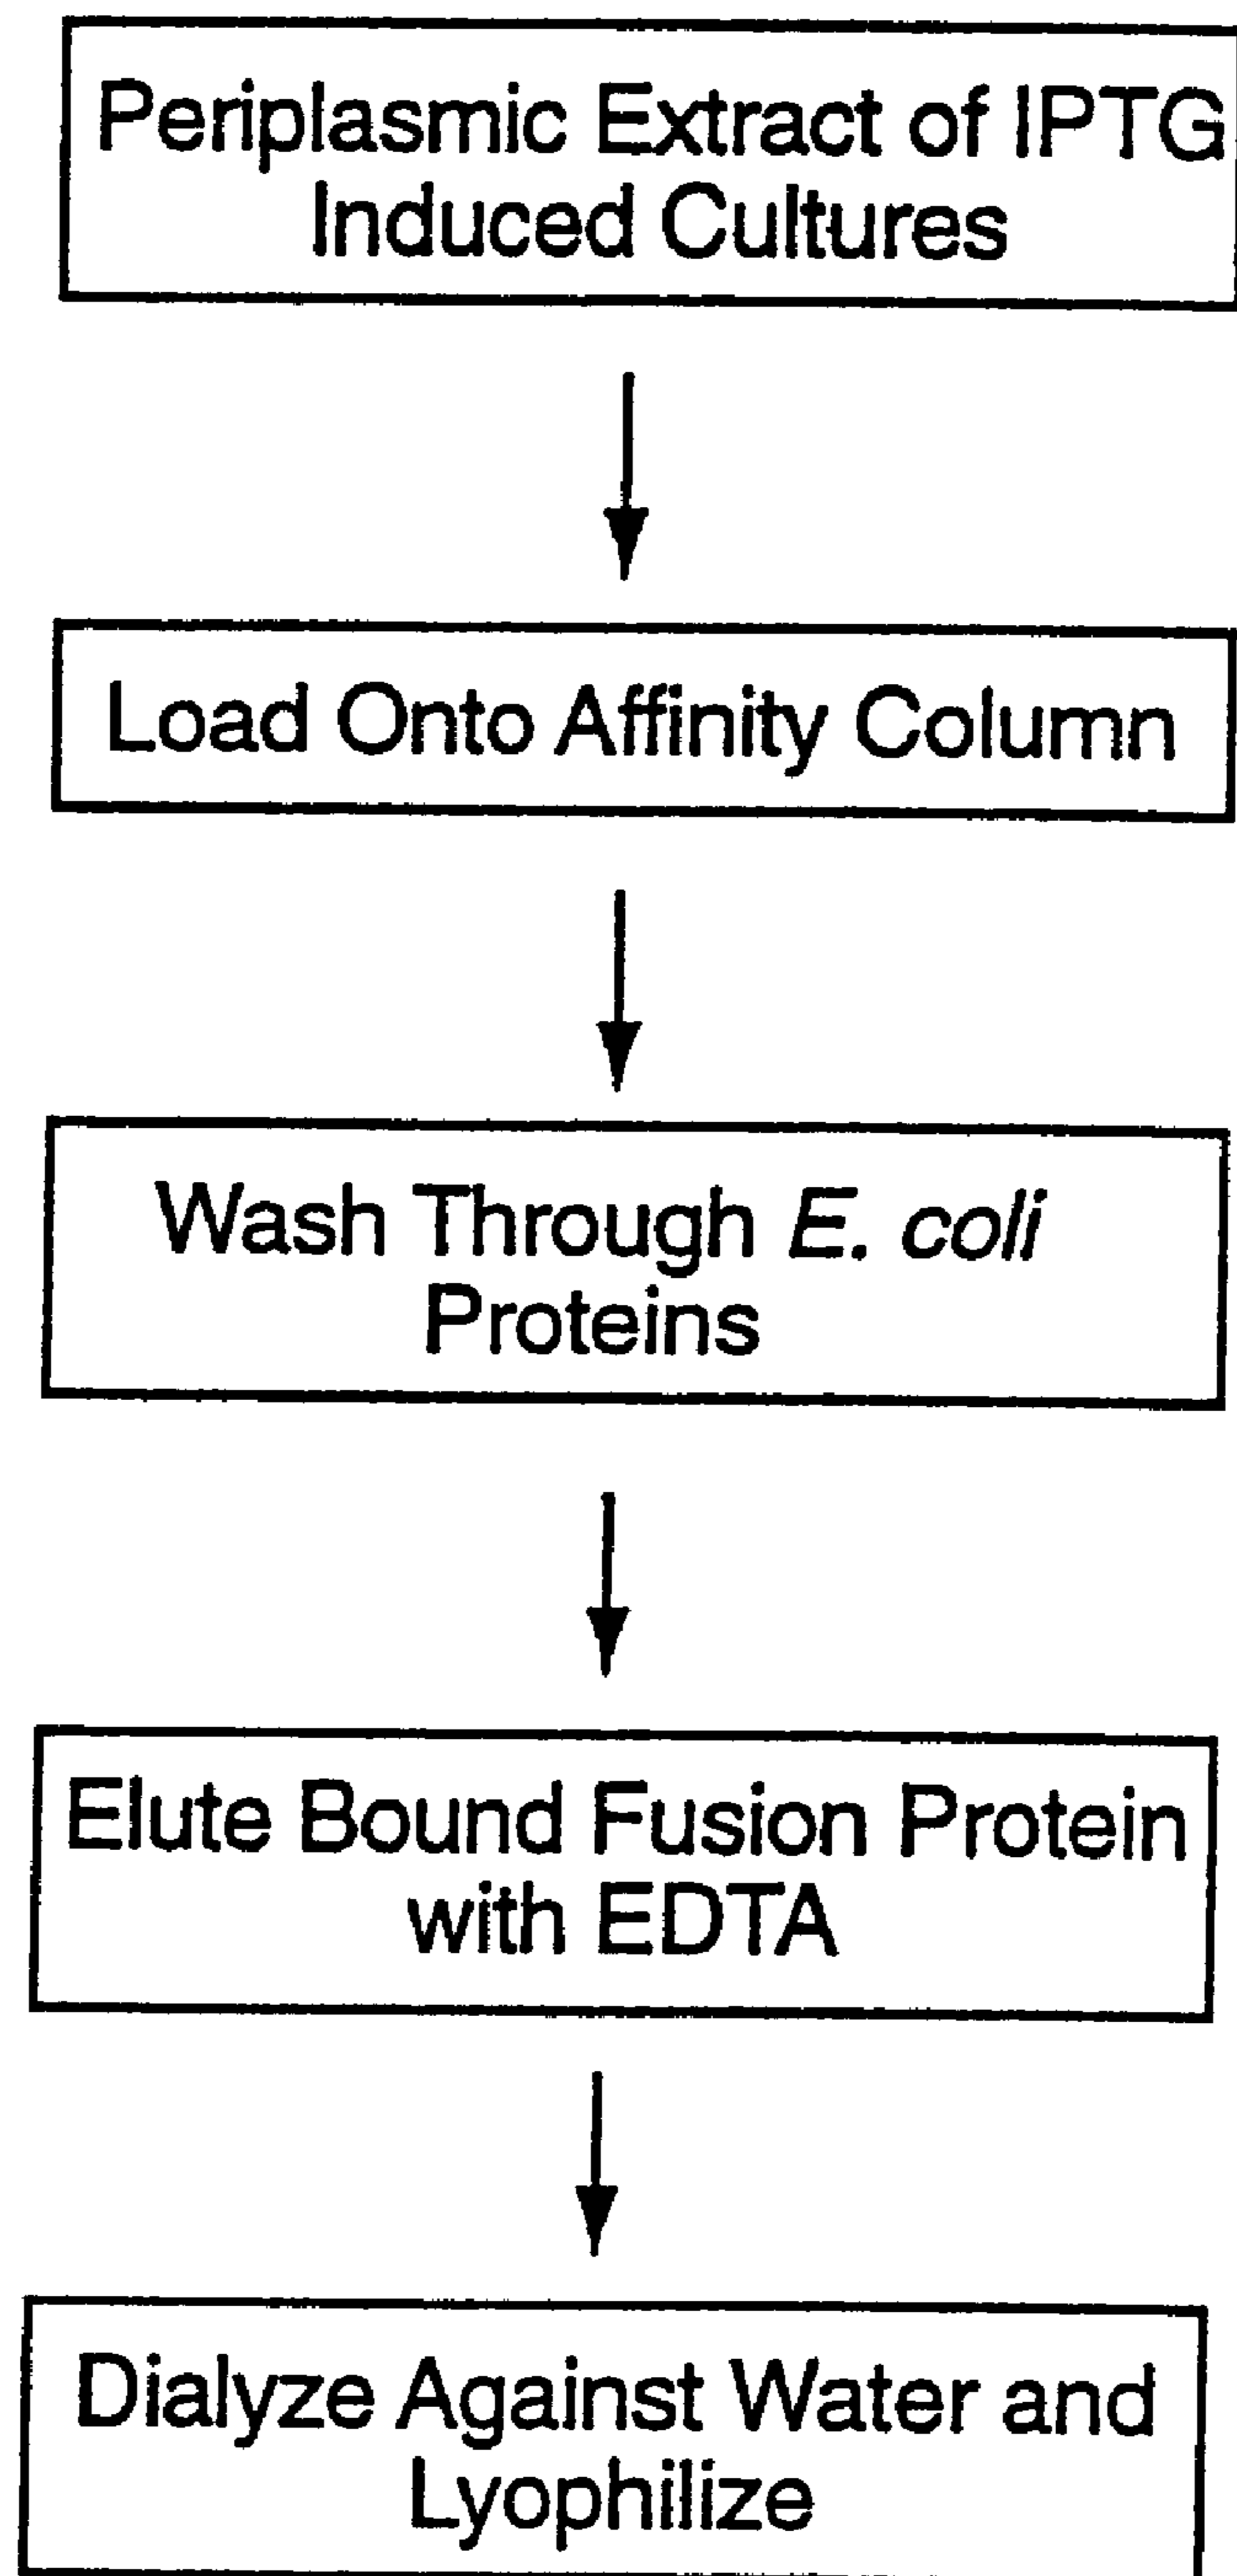 Periplasmic Extract of IPTG
Induced Cultures
Load Onto Affinity Column
Wash Through E. coli
Proteins
Elute Bound Fusion Protein
with EDTA
Dialyze Against Water and
Lyophilize